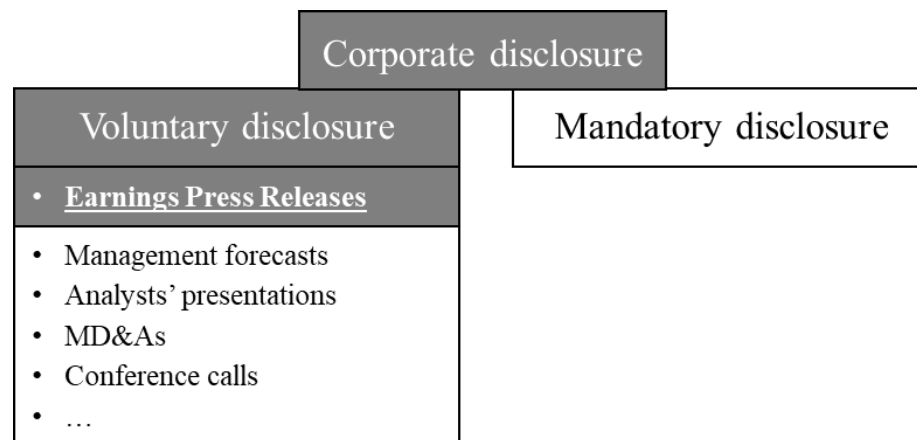 Corporate disclosure
Voluntary disclosure
Mandatory disclosure
• Earnings Press Releases
• Management forecasts
• Analysts’ presentations
• MD&As
• Conference calls
• …